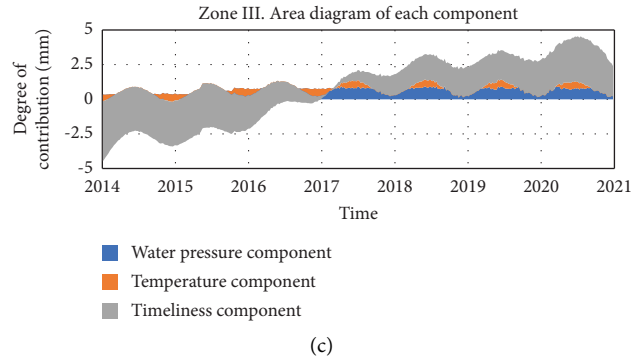 Zone III. Area diagram of each component
Degree of
contribution (mm)
5
2.5
0
-2.5
-5
2014 2015 2016 2017 2018 2019 2020 2021
Time
Water pressure component
Temperature component
Timeliness component
(c)